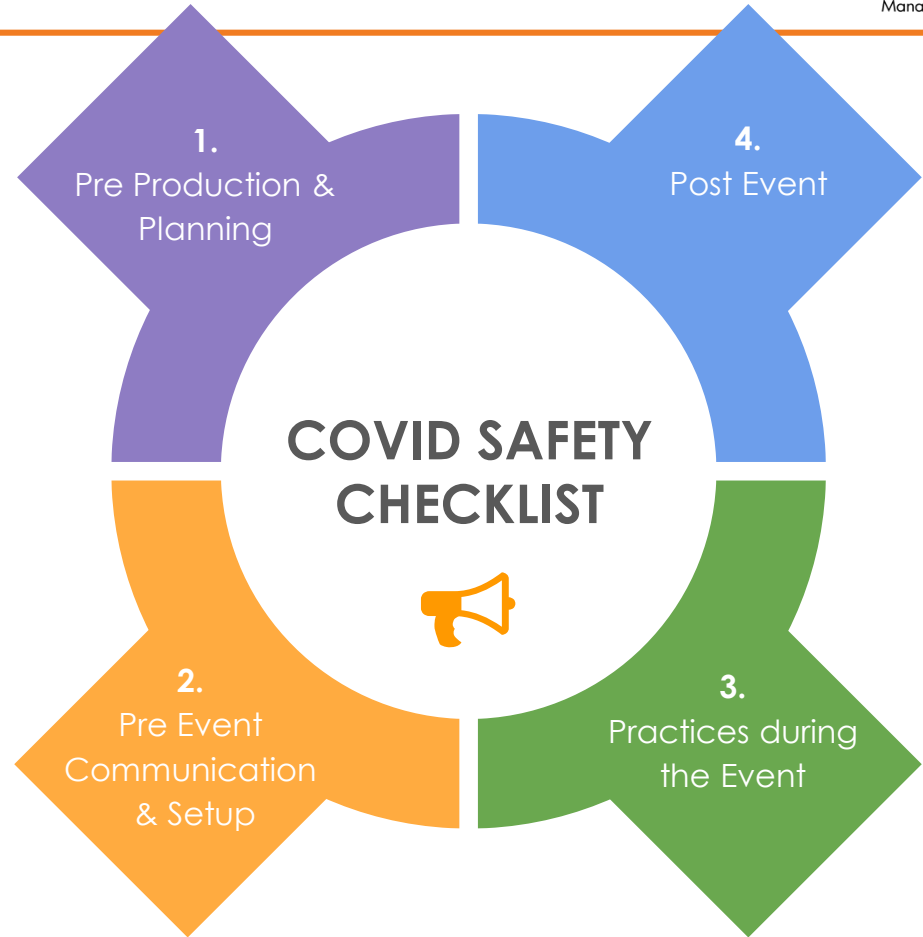 1.
Pre Production &
Planning
4.
Post Event
COVID SAFETY
CHECKLIST
2.
Pre Event
Communication
& Setup
3.
Practices during
the Event